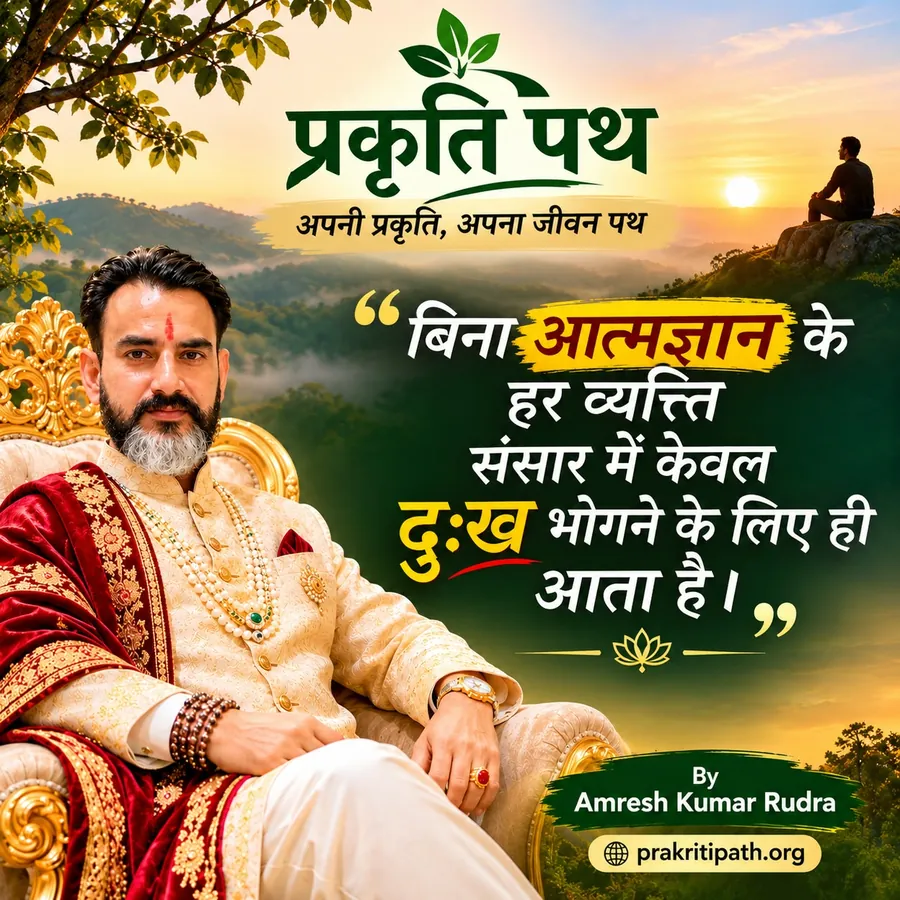 प्रकृति पथ
अपनी प्रकृति, अपना जीवन पथ
“बिना आत्मज्ञान के
हर व्यत्ति
संसार में केवल
दुःख भोगने के लिए ही
आता है।”
By
Amresh Kumar Rudra
prakritipath.org